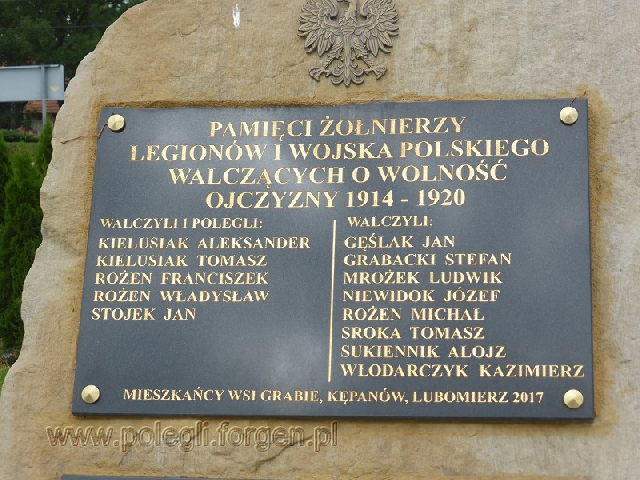 PAMIĘCI ŻOŁNIERZY
LEGIONÓW I WOJSKA POLSKIEGO
WALCZĄCYCH O WOLNOŚĆ
OJCZYZNY 1914 - 1920
WALCZYLI I POLEGLI:
KIELUSIAK ALEKSANDER
KIELUSIAK TOMASZ
ROŻEN FRANCISZEK
ROŻEN WŁADYSŁAW
STOJEK JAN
WALCZYLI:
GĘŚLAK JAN
GRABACKI STEFAN
MROŻEK LUDWIK
NIEWIDOK JÓZEF
ROŻEN MICHAŁ
SROKA TOMASZ
SUKIENNIK ALOJZ
WŁODARCZYK KAZIMIERZ
MIESZKAŃCY WSI GRABIE, KĘPANÓW, LUBOMIERZ 2017
www.polegli.forgen.pl